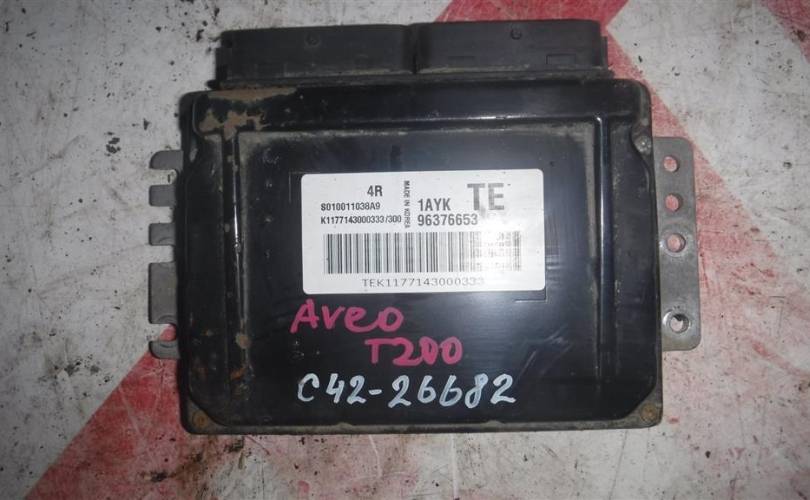 4R
S010011038A9
K1177143000333/300
MADE IN KOREA
1AYK
TE
96376653
TEK1177143000333
Aveo
T200
C42-26682